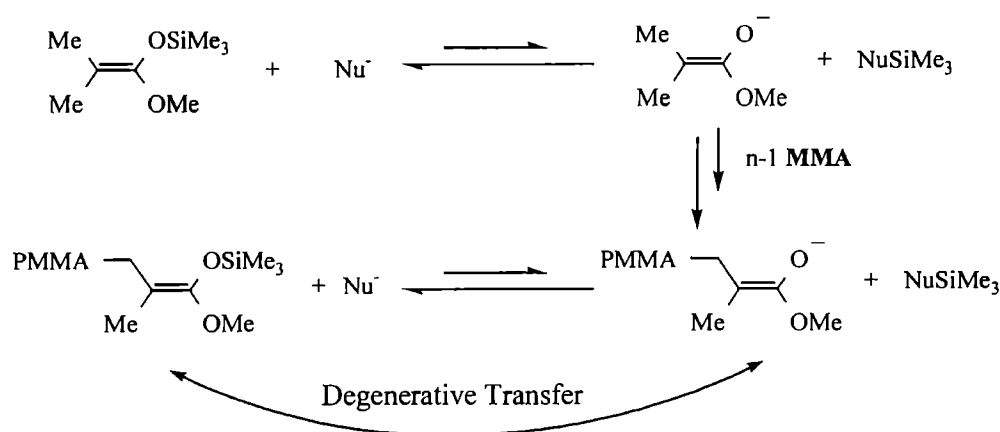 Me OSiMe₃ + Nu⁻ Me O⁻ + NuSiMe₃
Me OMe Me OMe
n-1 MMA
PMMA OSiMe₃ + Nu⁻ PMMA O⁻ + NuSiMe₃
Me OMe Me OMe
Degenerative Transfer